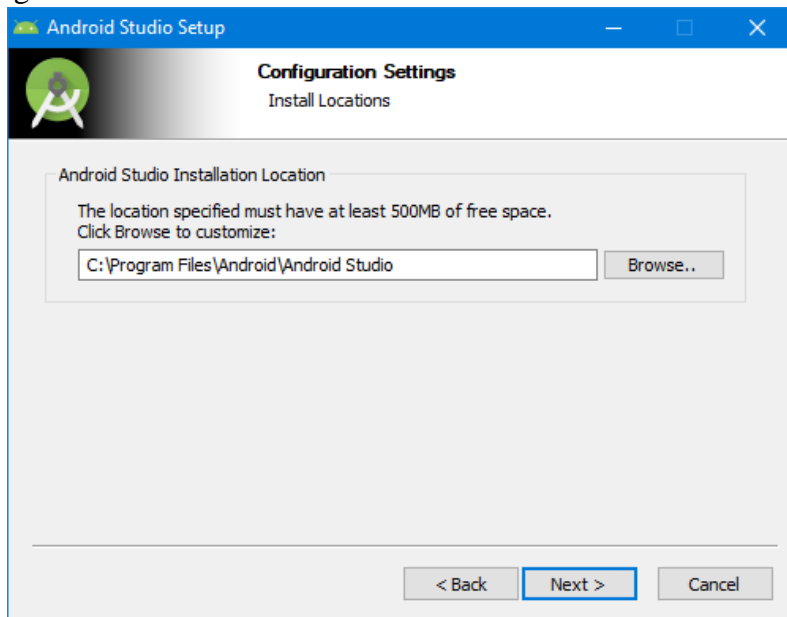 Android Studio Setup
Configuration Settings
Install Locations
Android Studio Installation Location
The location specified must have at least 500MB of free space.
Click Browse to customize:
C:\Program Files\Android\Android Studio
Browse..
< Back
Next >
Cancel